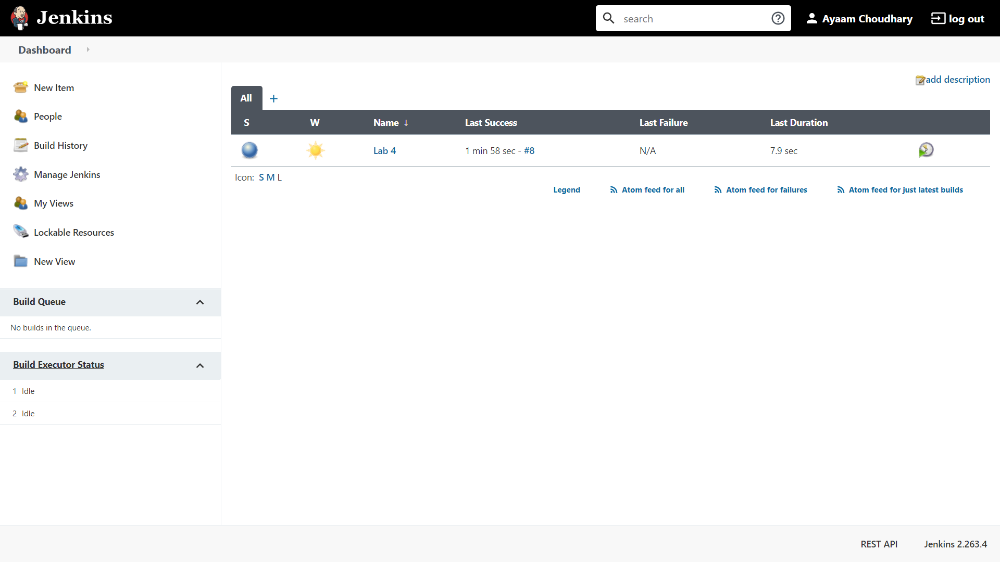 Jenkins
search
Ayaam Choudhary
log out
Dashboard
New Item
People
Build History
Manage Jenkins
My Views
Lockable Resources
New View
Build Queue
No builds in the queue.
Build Executor Status
1 Idle
2 Idle
add description
All +
S W Name ↓ Last Success Last Failure Last Duration
Lab 4 1 min 58 sec - #8 N/A 7.9 sec
Icon: S M L
Legend Atom feed for all Atom feed for failures Atom feed for just latest builds
REST API Jenkins 2.263.4